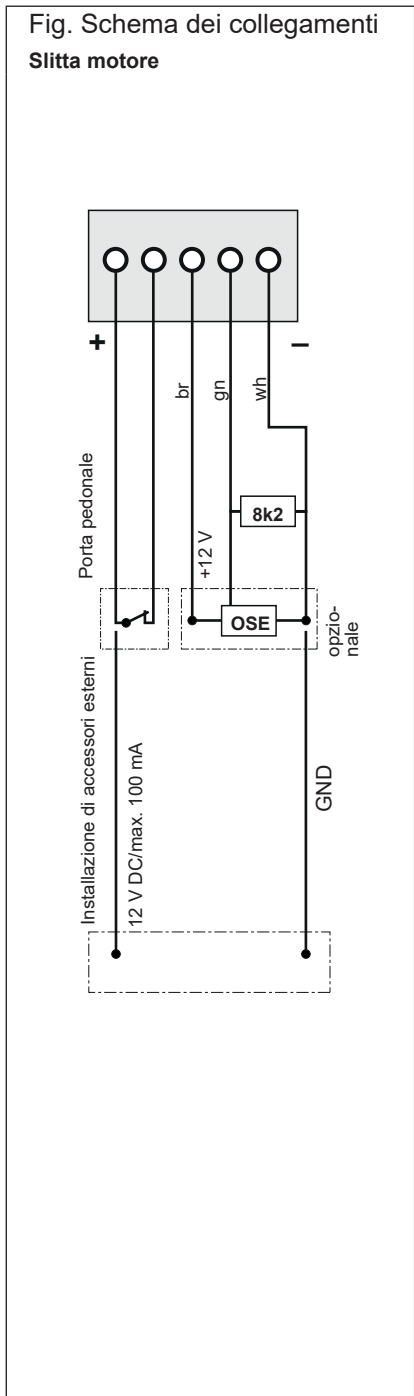 Fig. Schema dei collegamenti
Slitta motore
+
–
br
gn
wh
Porta pedonale
+12 V
8k2
OSE
opzio-
nale
Installazione di accessori esterni
12 V DC/max. 100 mA
GND